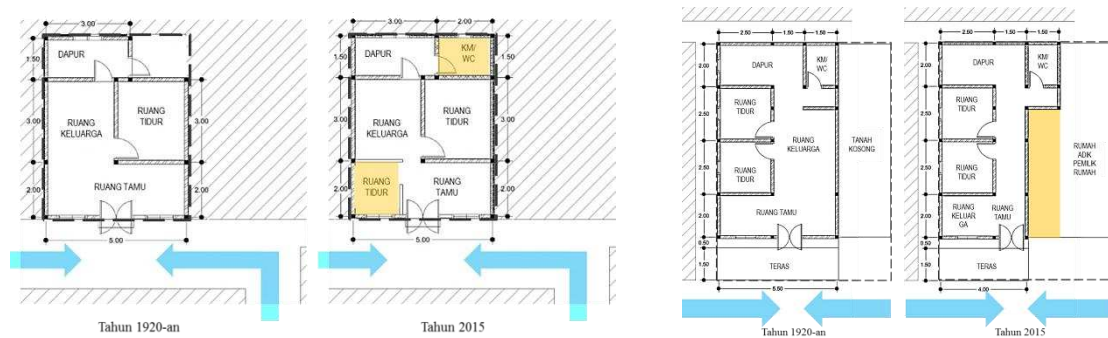 3.00
DAPUR
1.50
RUANG
KELUARGA
RUANG
TIDUR
3.00
3.00
RUANG TAMU
2.00
2.00
5.00
Tahun 1920-an
3.00
2.00
DAPUR
KM/
WC
1.50
1.50
RUANG
KELUARGA
RUANG
TIDUR
3.00
3.00
RUANG
TIDUR
RUANG
TAMU
2.00
2.00
5.00
Tahun 2015
2.50
1.50
1.50
DAPUR
KM/
WC
2.00
RUANG
TIDUR
2.50
RUANG
KELUARGA
TANAH
KOSONG
RUANG
TIDUR
2.50
RUANG TAMU
2.00
0.50
TERAS
1.50
5.50
Tahun 1920-an
2.50
1.50
1.50
DAPUR
KM/
WC
2.00
RUANG
TIDUR
2.50
RUANG
TIDUR
2.50
RUMAH
ADIK
PEMILIK
RUMAH
RUANG
KELUAR
GA
RUANG
TAMU
2.00
0.50
TERAS
1.50
4.00
Tahun 2015